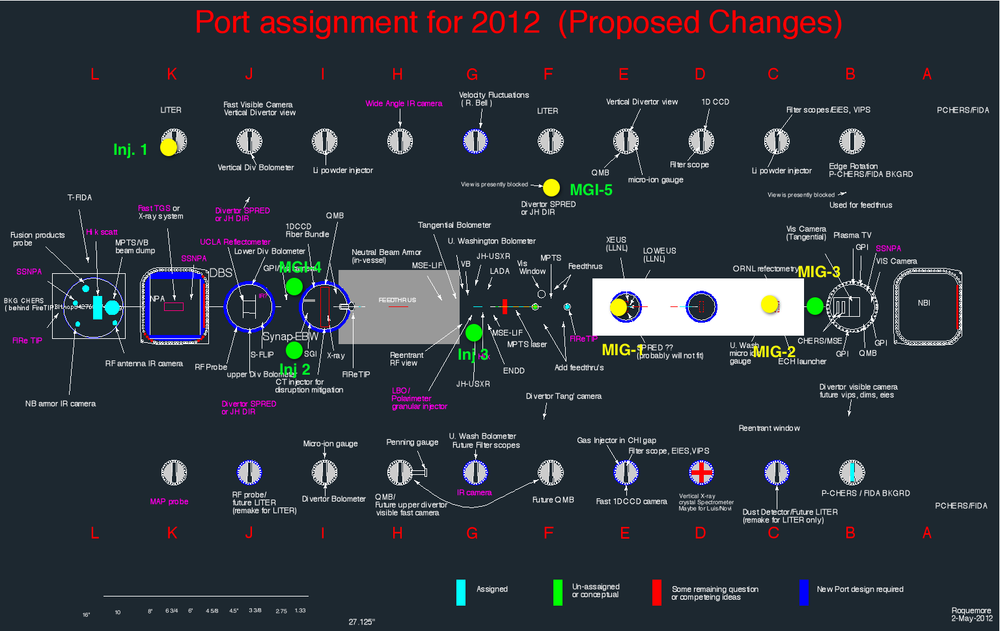 Port assignment for 2012 (Proposed Changes)
L K J I H G F E D C B A
LITER
Fast Visible Camera
Vertical Divertor view
Wide Angle IR camera
Velocity Fluctuations
( R. Bell )
LITER
Vertical Divertor view
1D CCD
Filter scopes/EiES, VIPS
PCHERS/FIDA
Inj. 1
Vertical Div Bolometer
Li powder injector
QMB
micro-ion gauge
Filter scope
Li powder injector
Edge Rotation
P-CHERS/FIDA BKGRD
View is presently blocked
MGI-5
Divertor SPRED
or JH DIR
View is presently blocked
Used for feedthrus
T-FIDA
Fast TGS or
X-ray system
Divertor SPRED
or JH DIR
QMB
1DCCD
Fiber Bundle
Tangential Bolometer
Fusion products
probe
Hi k scatt
MPTS/VB
beam dump
UCLA Reflectometer
Lower Div Bolometer
Neutral Beam Armor
(in-vessel)
U. Washington Bolometer
XEUS
(LLNL)
LOWEUS
(LLNL)
Vis Camera
(Tangential)
Plasma TV
GPI
SSNPA
VIS Camera
SSNPA
SSNPA
DBS
MGI-4
MSE-LIF
VB
JH-USXR
LADA
Vis
Window
MPTS
Feedthrus
ORNL refectometry
MIG-3
BKG CHERS
( behind FireTIP)
NPA
FEEDTHRUS
NBI
FIRe TIP
Synap-EBW
S-FLIP
SGI
X-ray
Inj 2
Inj 3
MSE-LIF
MPTS laser
FIReTIP
MIG-1
SPRED ??
(probably will not fit)
U. Wash
micro ion
gauge
MIG-2
CHERS/MSE
GPI
QMB
GPI
RF antenna IR camera
RF Probe
upper Div Bolometer
CT injector for
disruption mitigation
FIReTIP
Reentrant
RF view
ENDD
Add feedthru's
ECH launcher
JH-USXR
NB armor IR camera
Divertor SPRED
or JH DIR
LBO/
Polarimeter
granular injector
Divertor Tang' camera
Divertor visible camera
future vips, dims, eies
Reentrant window
Micro-ion gauge
Penning gauge
U. Wash Bolometer
Future Filter scopes
Gas Injector in CHI gap
Filter scope, EIES,VIPS
MAP probe
RF probe/
future LITER
(remake for LITER)
Divertor Bolometer
QMB/
Future upper divertor
visible fast camera
IR camera
Future QMB
Fast 1DCCD camera
Vertical X-ray
crystal Spectrometer
Maybe for Luis/Novi
Dust Detector/Future LITER
(remake for LITER only)
P-CHERS / FIDA BKGRD
PCHERS/FIDA
L K J I H G F E D C B A
Assigned
Un-assaigned
or conceptual
Some remaining question
or competeing ideas
New Port design required
16" 10 8" 6 3/4 6" 4 5/8 4.5" 3 3/8 2.75 1.33
27.125"
Roquemore
2-May-2012